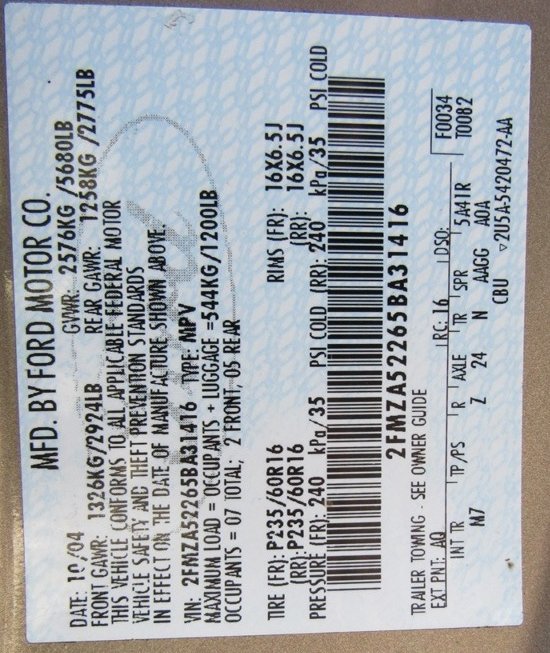 MFD. BY FORD MOTOR CO.
DATE: 10/04 GVWR: 2576KG /5680LB
FRONT GAWR: 1326KG/2924LB REAR GAWR: 1258KG /2775LB
THIS VEHICLE CONFORMS TO ALL APPLICABLE FEDERAL MOTOR
VEHICLE SAFETY AND THEFT PREVENTION STANDARDS
IN EFFECT ON THE DATE OF MANUFACTURE SHOWN ABOVE.
VIN: 2FMZA52265BA31416 TYPE: MPV
MAXIMUM LOAD = OCCUPANTS + LUGGAGE =544KG/1200LB
OCCUPANTS = 07 TOTAL; 2 FRONT, 05 REAR
TIRE (FR): P235/60R16 RIMS (FR): 16X6.5J
(RR): P235/60R16 (RR): 16X6.5J
PRESSURE (FR): 240 kPa/35 PSI COLD (RR): 240 kPa/35 PSI COLD
2FMZA52265BA31416
TRAILER TOWING - SEE OWNER GUIDE F0034
EXT PNT: AQ RC: 16 DSO: T0082
INT TR TP/PS R AXLE TR SPR 5A41R
M7 Z 24 N AAGG A0A
CBU ▽2U5A-5420472-AA